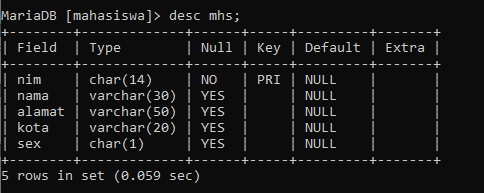 MariaDB [mahasiswa]> desc mhs;
+--------+-------------+------+-----+---------+-------+
| Field  | Type        | Null | Key | Default | Extra |
+--------+-------------+------+-----+---------+-------+
| nim    | char(14)    | NO   | PRI | NULL    |       |
| nama   | varchar(30) | YES  |     | NULL    |       |
| alamat | varchar(50) | YES  |     | NULL    |       |
| kota   | varchar(20) | YES  |     | NULL    |       |
| sex    | char(1)     | YES  |     | NULL    |       |
+--------+-------------+------+-----+---------+-------+
5 rows in set (0.059 sec)